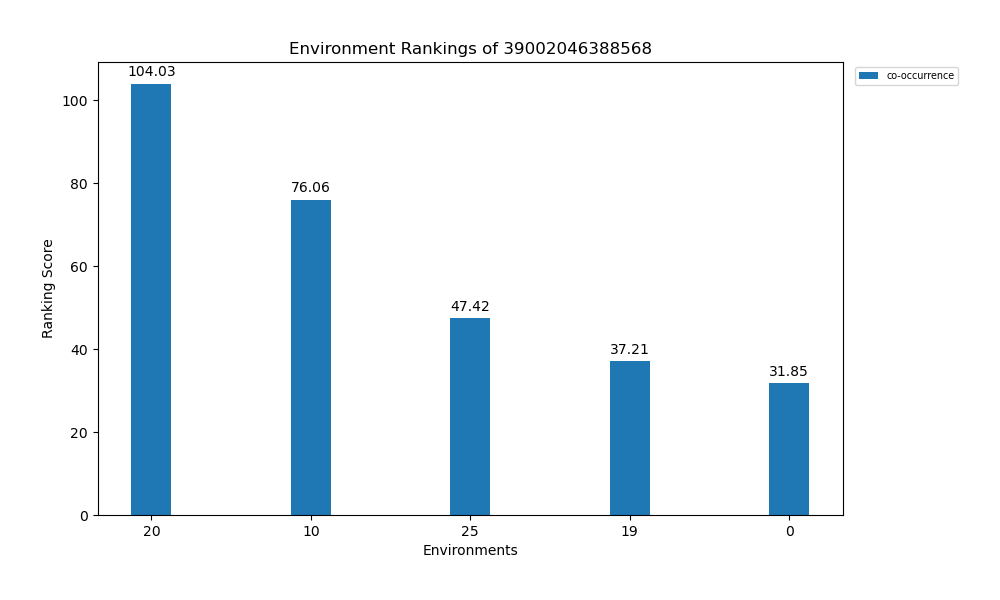 Environment Rankings of 39002046388568
co-occurrence
104.03
76.06
47.42
37.21
31.85
100
80
60
40
20
0
Ranking Score
20 10 25 19 0
Environments